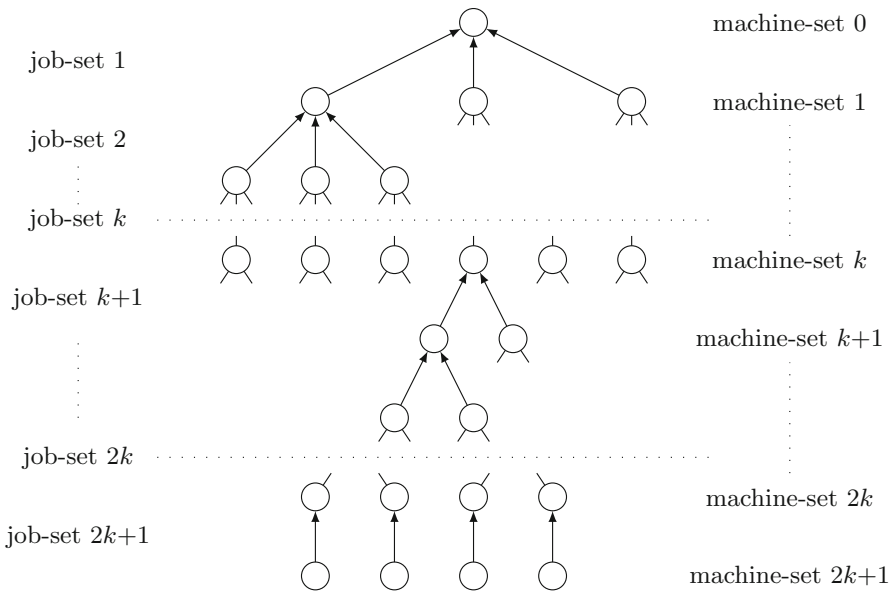 machine-set 0
job-set 1
machine-set 1
job-set 2
job-set k
machine-set k
job-set k+1
machine-set k+1
job-set 2k
machine-set 2k
job-set 2k+1
machine-set 2k+1